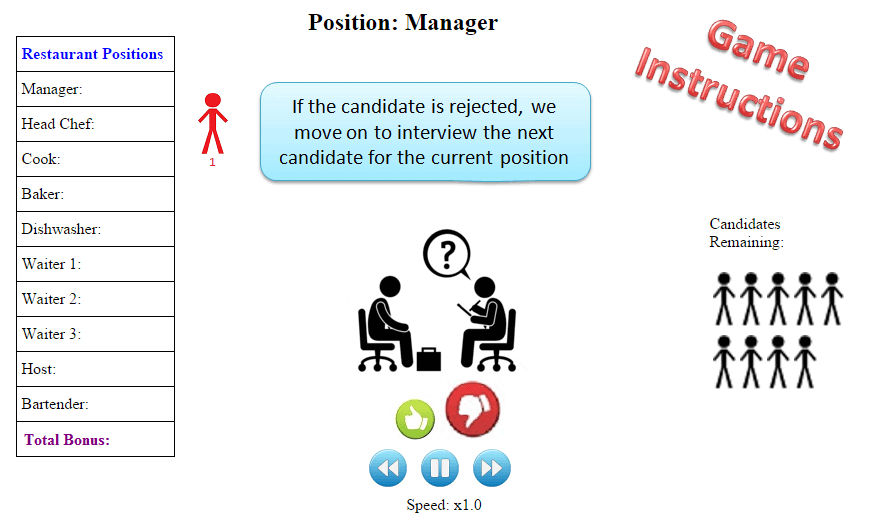 Position: Manager
Game
Instructions
Restaurant Positions
Manager:
Head Chef:
Cook:
Baker:
Dishwasher:
Waiter 1:
Waiter 2:
Waiter 3:
Host:
Bartender:
Total Bonus:
1
If the candidate is rejected, we
move on to interview the next
candidate for the current position
?
Candidates
Remaining:
Speed: x1.0